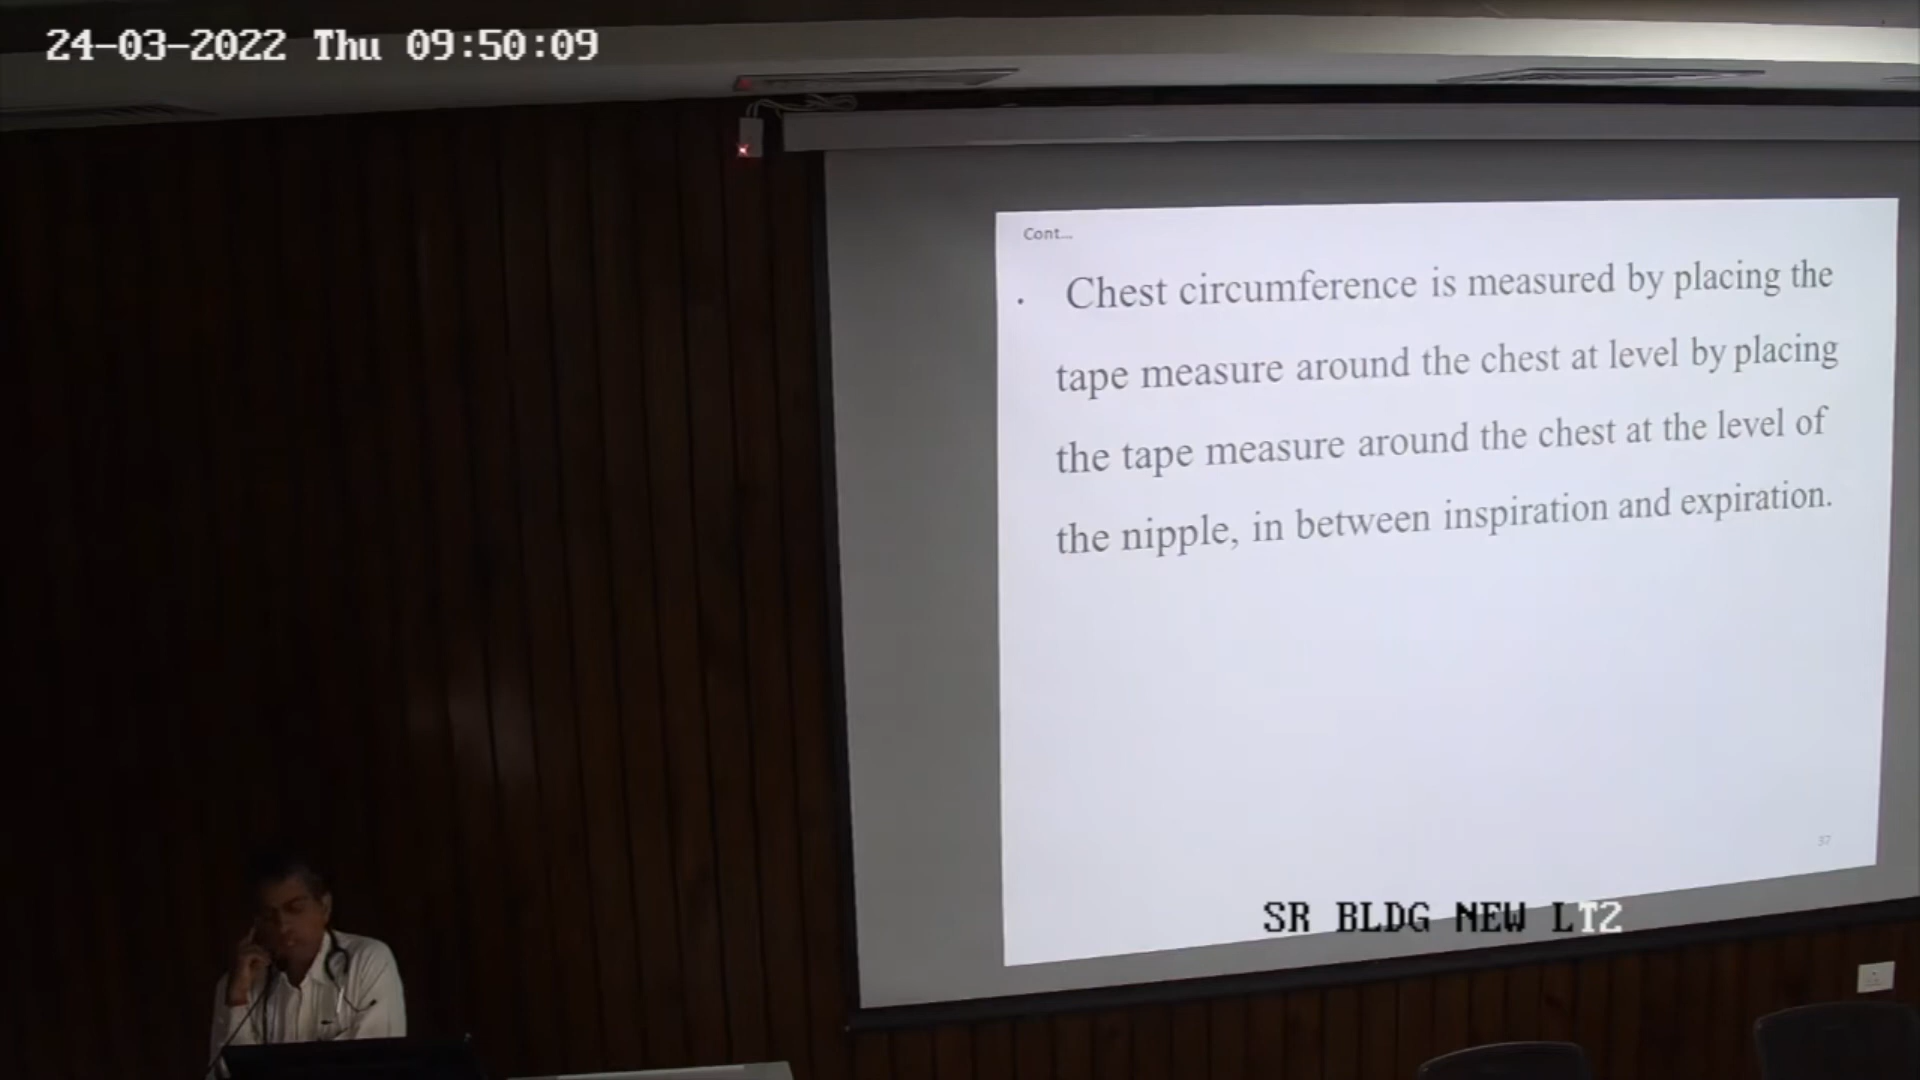 24-03-2022 Thu 09:50:09
Cont...
. Chest circumference is measured by placing the
tape measure around the chest at level by placing
the tape measure around the chest at the level of
the nipple, in between inspiration and expiration.
37
SR BLDG NEW LT2